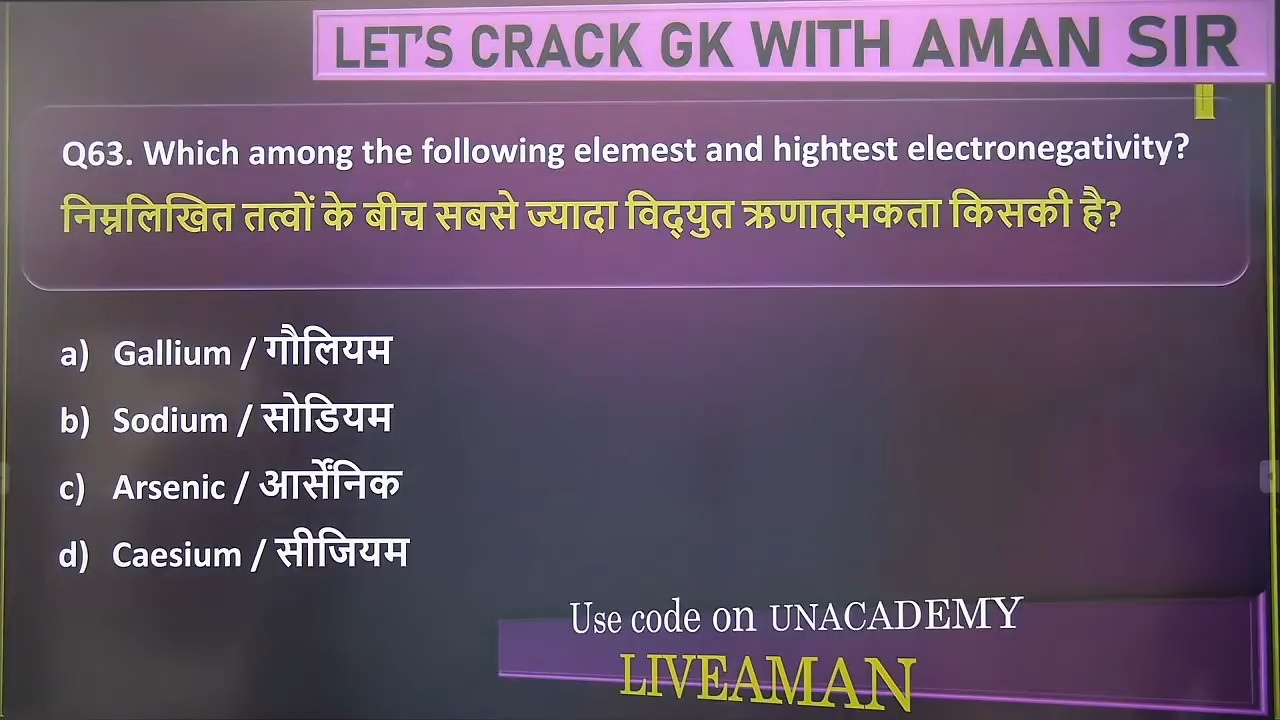 LET'S CRACK GK WITH AMAN SIR
Q63. Which among the following elemest and hightest electronegativity?
निम्नलिखित तत्वों के बीच सबसे ज्यादा विद्युत ऋणात्मकता किसकी है?
a) Gallium / गौलियम
b) Sodium / सोडियम
c) Arsenic / आर्सेंनिक
d) Caesium / सीजियम
Use code on UNACADEMY
LIVEAMAN